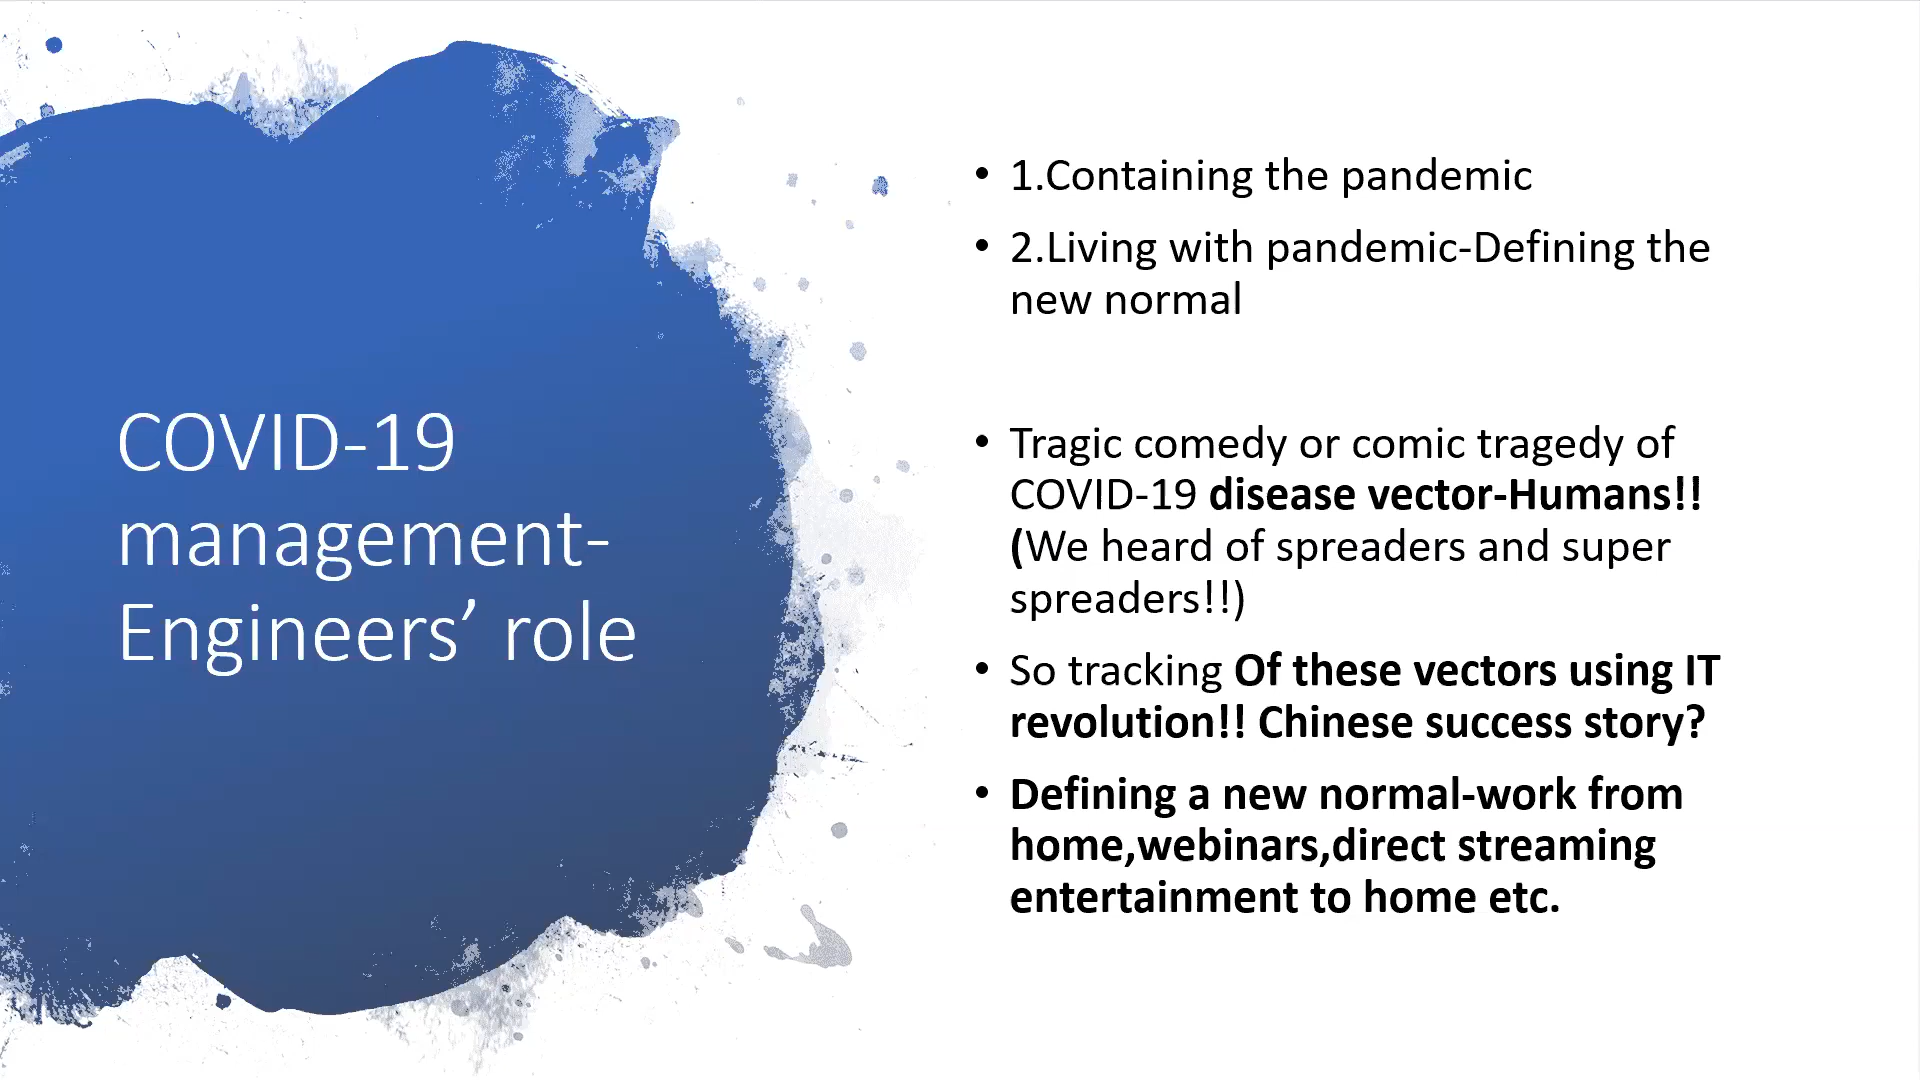 COVID-19
management-
Engineers’ role
• 1.Containing the pandemic
• 2.Living with pandemic-Defining the
new normal
• Tragic comedy or comic tragedy of
COVID-19 disease vector-Humans!!
(We heard of spreaders and super
spreaders!!)
• So tracking Of these vectors using IT
revolution!! Chinese success story?
• Defining a new normal-work from
home,webinars,direct streaming
entertainment to home etc.